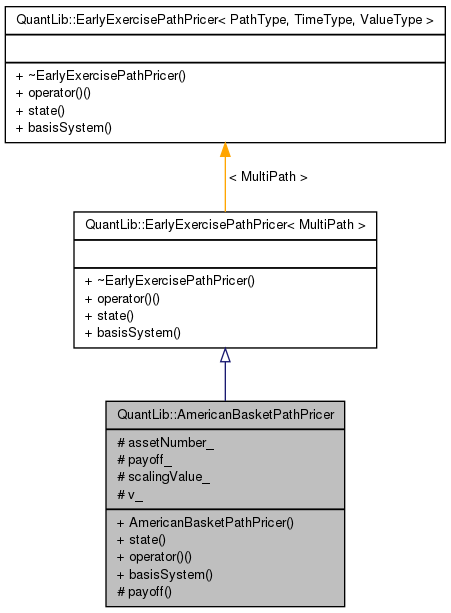 QuantLib::EarlyExercisePathPricer< PathType, TimeType, ValueType >
+ ~EarlyExercisePathPricer()
+ operator()()
+ state()
+ basisSystem()
< MultiPath >
QuantLib::EarlyExercisePathPricer< MultiPath >
+ ~EarlyExercisePathPricer()
+ operator()()
+ state()
+ basisSystem()
QuantLib::AmericanBasketPathPricer
# assetNumber_
# payoff_
# scalingValue_
# v_
+ AmericanBasketPathPricer()
+ state()
+ operator()()
+ basisSystem()
# payoff()